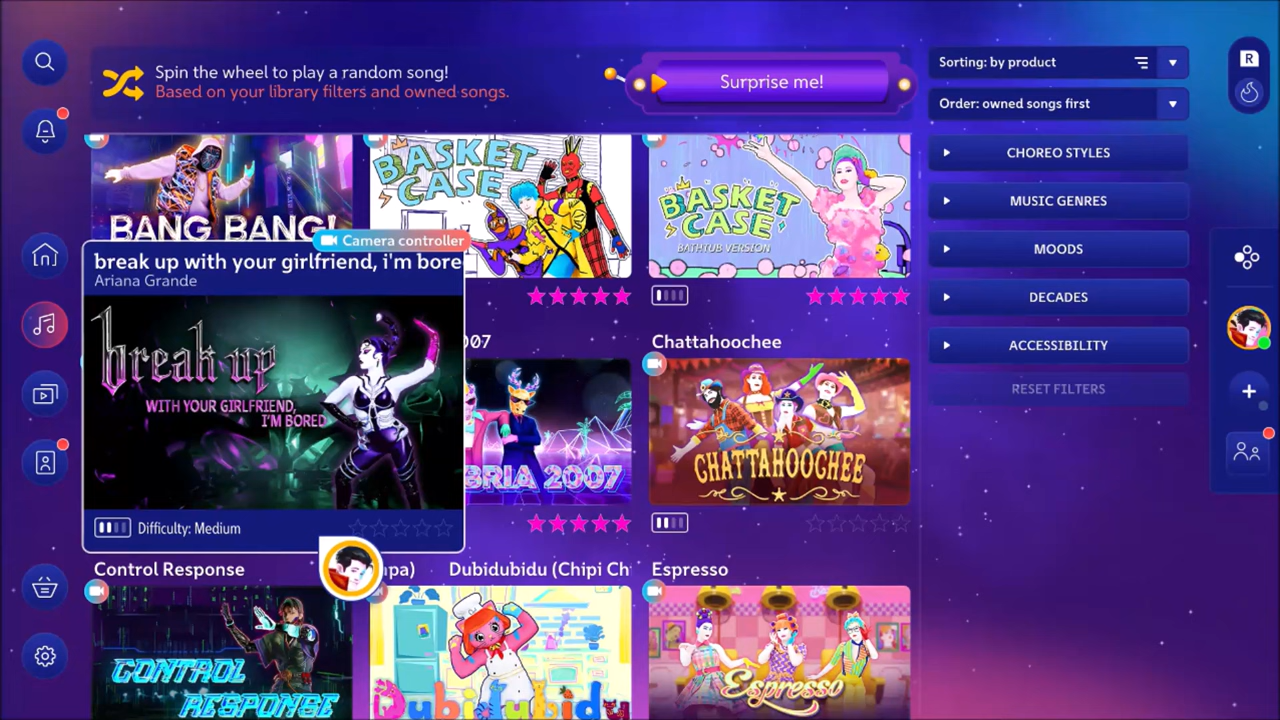 Spin the wheel to play a random song!
Based on your library filters and owned songs.
Surprise me!
Sorting: by product
Order: owned songs first
R
CHOREO STYLES
MUSIC GENRES
MOODS
DECADES
ACCESSIBILITY
RESET FILTERS
BANG BANG!
BASKET
CASE
BASKET
CASE
BATHTUB VERSION
Camera controller
break up with your girlfriend, i'm bore
Ariana Grande
break up
WITH YOUR GIRLFRIEND,
I'M BORED
Difficulty: Medium
007
BRIA 2007
Chattahoochee
CHATTAHOOCHEE
Control Response
CONTROL
RESPONSE
apa)
Dubidubidu (Chipi Ch
Dubidubidu
Espresso
Espresso